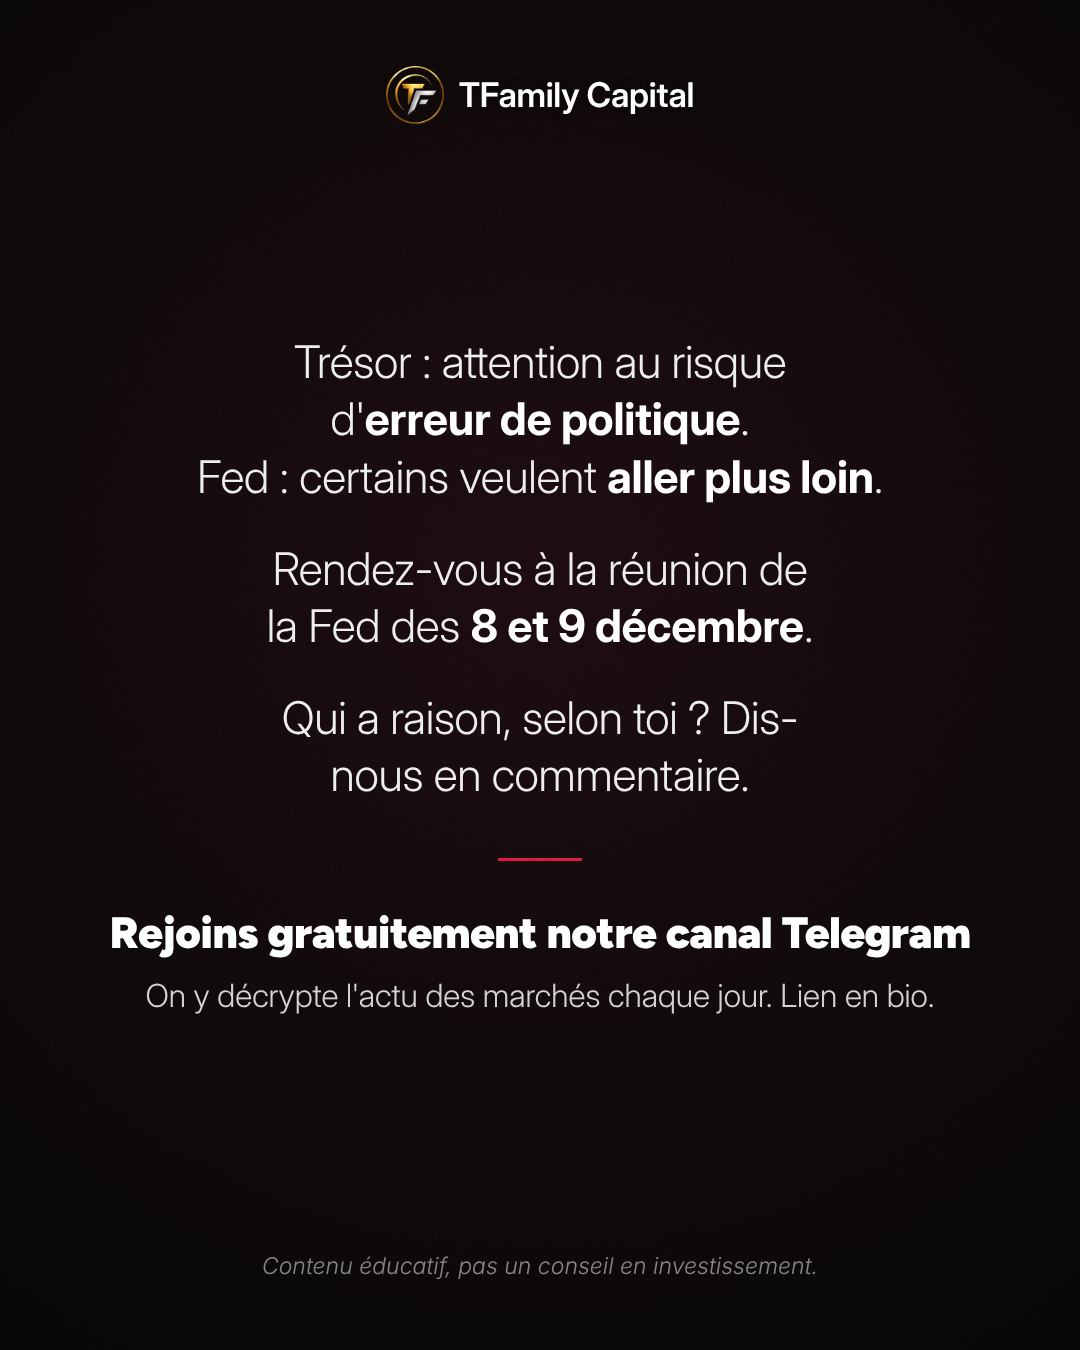 TF TFamily Capital
Trésor : attention au risque
d'erreur de politique.
Fed : certains veulent aller plus loin.
Rendez-vous à la réunion de
la Fed des 8 et 9 décembre.
Qui a raison, selon toi ? Dis-
nous en commentaire.
Rejoins gratuitement notre canal Telegram
On y décrypte l'actu des marchés chaque jour. Lien en bio.
Contenu éducatif, pas un conseil en investissement.